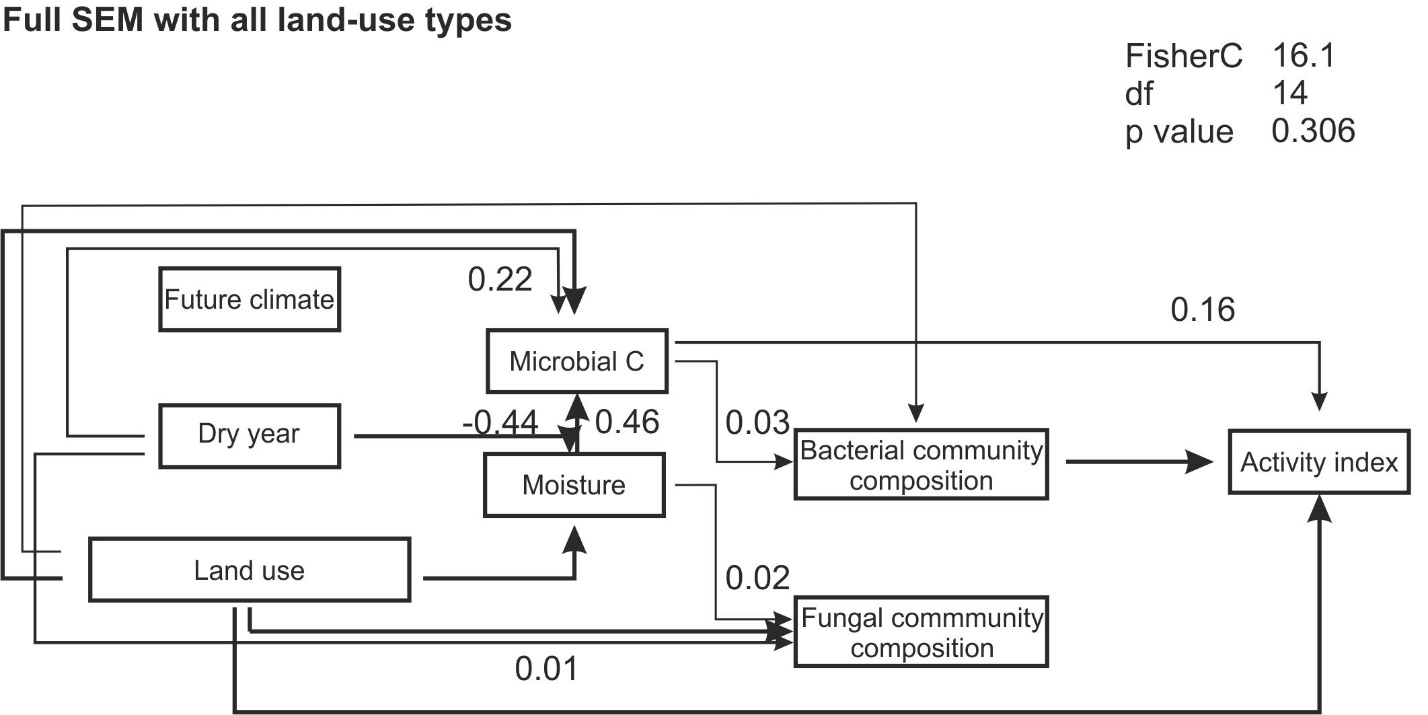 Full SEM with all land-use types
FisherC 16.1
df 14
p value 0.306
0.22
Future climate
0.16
Microbial C
Dry year
-0.44
0.46
0.03
Bacterial community
composition
Activity index
Moisture
Land use
0.02
Fungal commmunity
composition
0.01